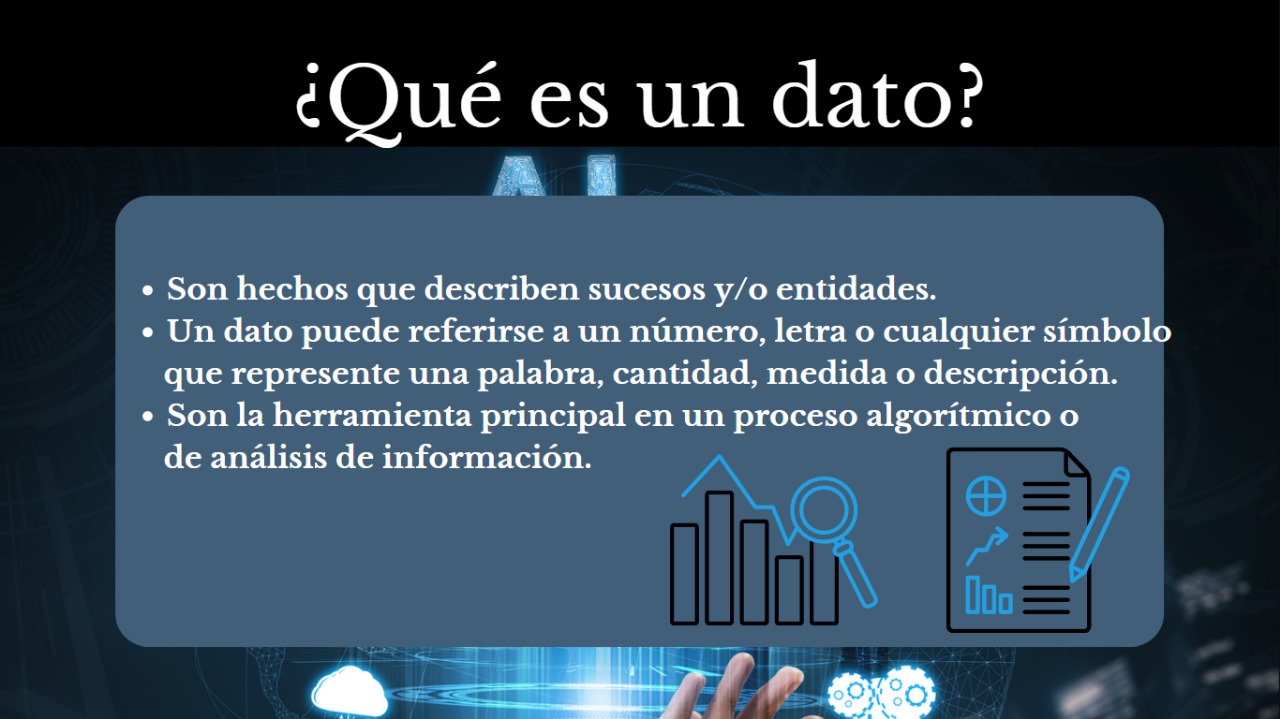 ¿Qué es un dato?
AI
• Son hechos que describen sucesos y/o entidades.
• Un dato puede referirse a un número, letra o cualquier símbolo
que represente una palabra, cantidad, medida o descripción.
• Son la herramienta principal en un proceso algorítmico o
de análisis de información.